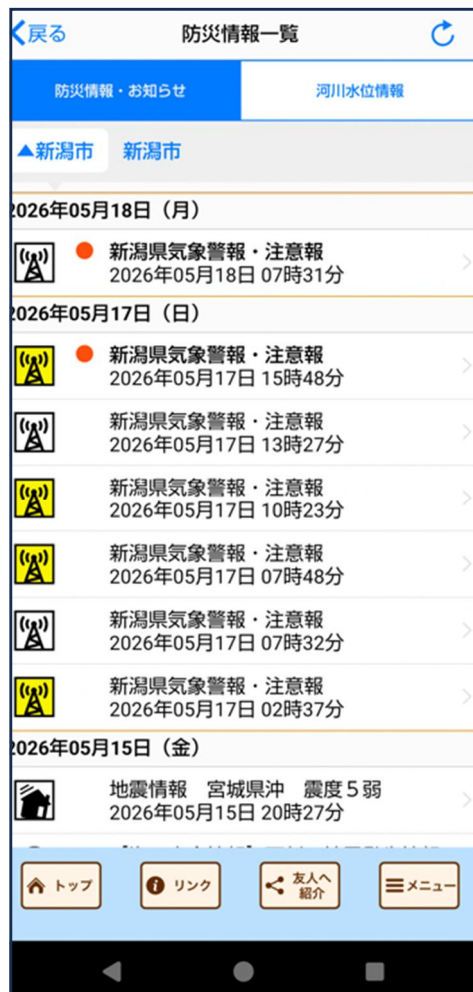 戻る
防災情報一覧
防災情報・お知らせ
河川水位情報
▲新潟市
新潟市
2026年05月18日（月）
新潟県気象警報・注意報
2026年05月18日 07時31分
2026年05月17日（日）
新潟県気象警報・注意報
2026年05月17日 15時48分
新潟県気象警報・注意報
2026年05月17日 13時27分
新潟県気象警報・注意報
2026年05月17日 10時23分
新潟県気象警報・注意報
2026年05月17日 07時48分
新潟県気象警報・注意報
2026年05月17日 07時32分
新潟県気象警報・注意報
2026年05月17日 02時37分
2026年05月15日（金）
地震情報　宮城県沖　震度５弱
2026年05月15日 20時27分
トップ
リンク
友人へ
紹介
メニュー